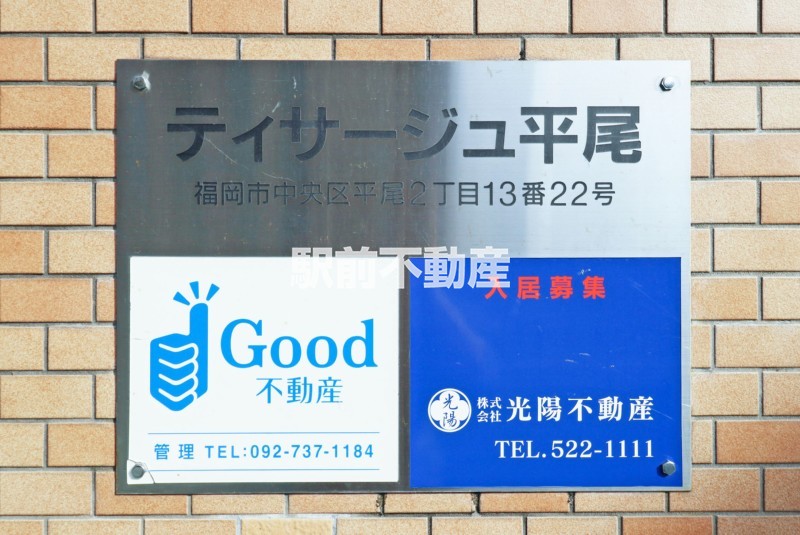 ティサージュ平尾
福岡市中央区平尾2丁目13番22号
駅前不動産
Good
不動産
管理 TEL:092-737-1184
入居募集
光陽
株式会社 光陽不動産
TEL.522-1111